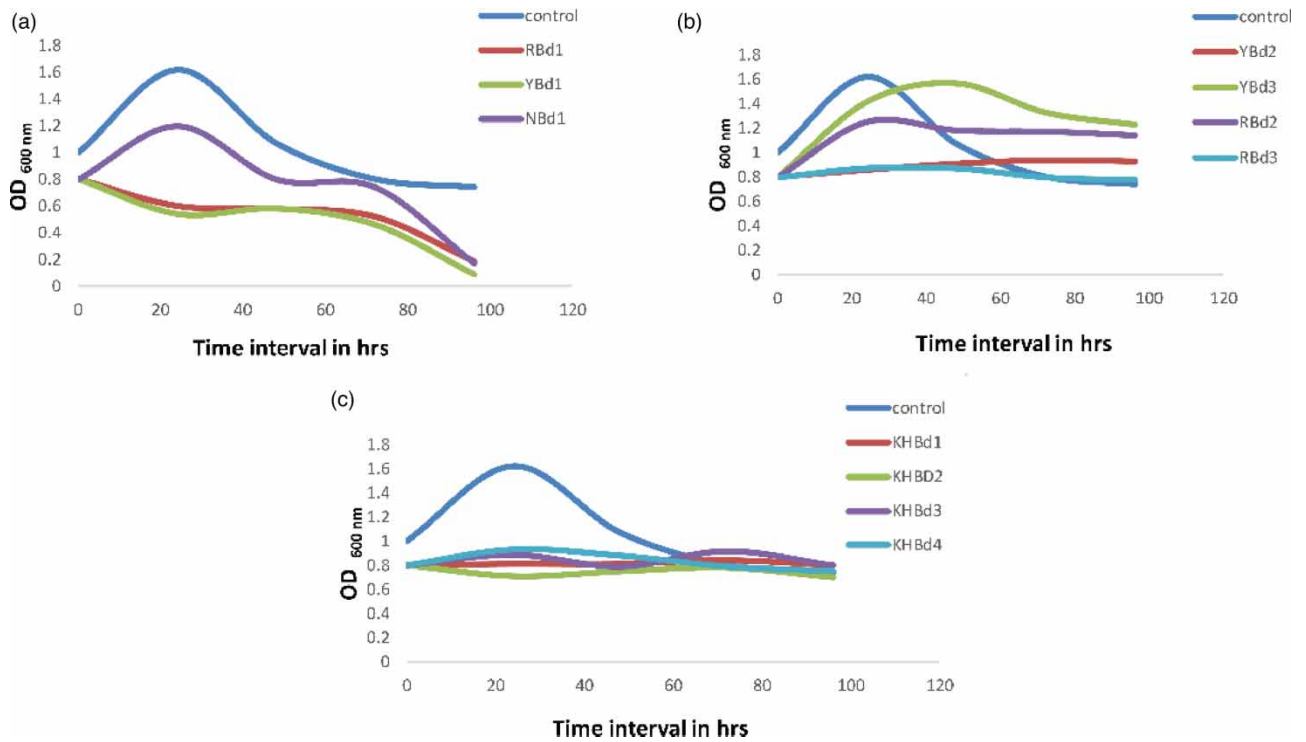 (a)
control
RBd1
YBd1
NBd1
1.8
1.6
1.4
1.2
1
0.8
0.6
0.4
0.2
0
OD 600 nm
0 20 40 60 80 100 120
Time interval in hrs
(b)
control
YBd2
YBd3
RBd2
RBd3
1.8
1.6
1.4
1.2
1
0.8
0.6
0.4
0.2
0
OD 600 nm
0 20 40 60 80 100 120
Time interval in hrs
(c)
control
KHBd1
KHBD2
KHBd3
KHBd4
1.8
1.6
1.4
1.2
1
0.8
0.6
0.4
0.2
0
OD 600 nm
0 20 40 60 80 100 120
Time interval in hrs